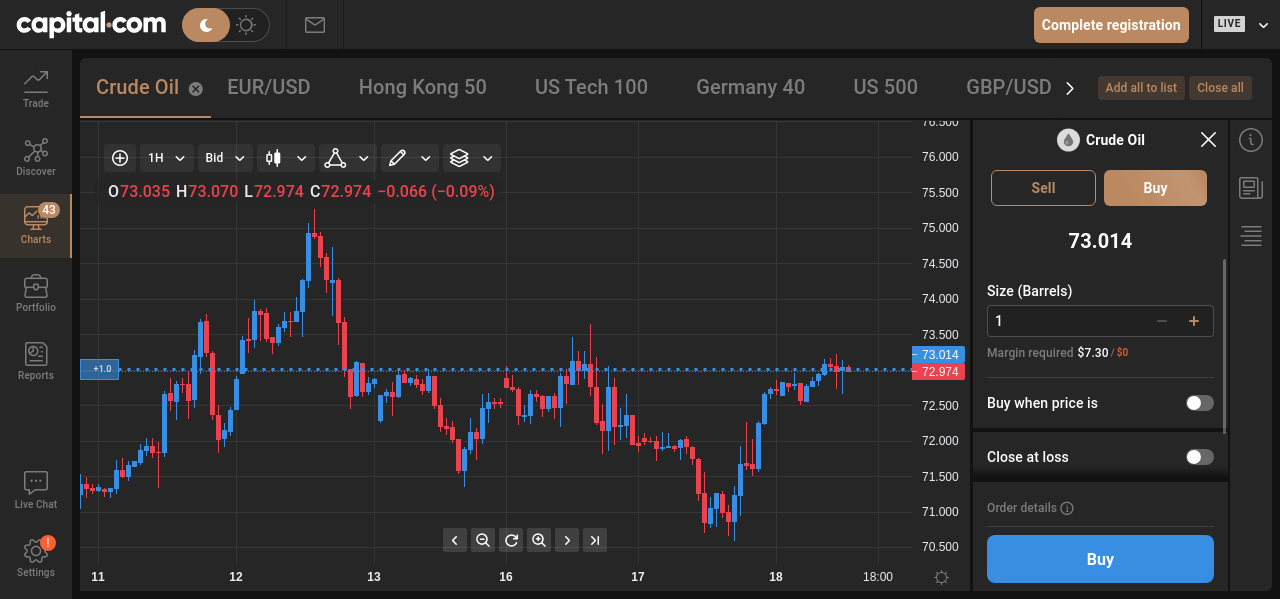 capital.com
Complete registration
LIVE
Trade
Discover
43
Charts
Portfolio
Reports
Live Chat
!
Settings
Crude Oil
EUR/USD
Hong Kong 50
US Tech 100
Germany 40
US 500
GBP/USD
Add all to list
Close all
1H
Bid
O73.035 H73.070 L72.974 C72.974 −0.066 (−0.09%)
+1.0
76.500
76.000
75.500
75.000
74.500
74.000
73.500
73.014
72.974
72.500
72.000
71.500
71.000
70.500
11
12
13
16
17
18
18:00
Crude Oil
Sell
Buy
73.014
Size (Barrels)
1
Margin required $7.30 / $0
Buy when price is
Close at loss
Order details
Buy